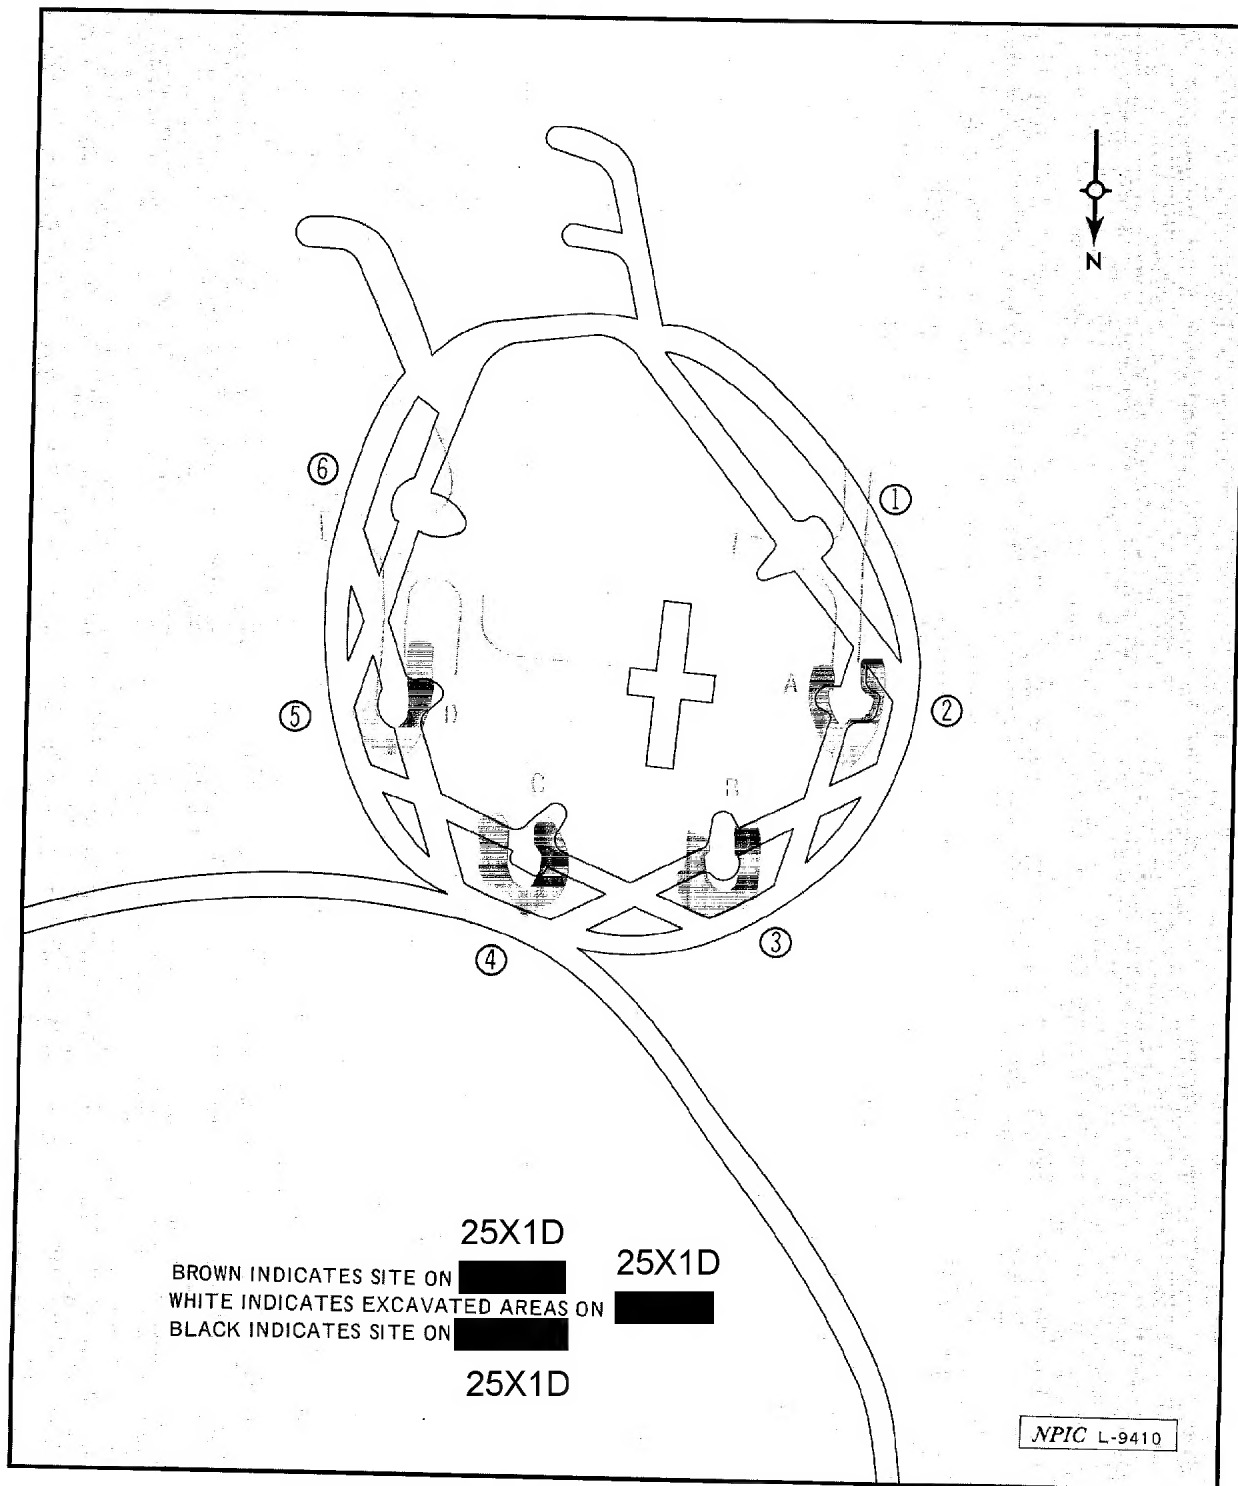 N
⑥
①
A
②
⑤
D
C
B
③
④
25X1D
25X1D
BROWN INDICATES SITE ON
WHITE INDICATES EXCAVATED AREAS ON
BLACK INDICATES SITE ON
25X1D
NPIC L-9410